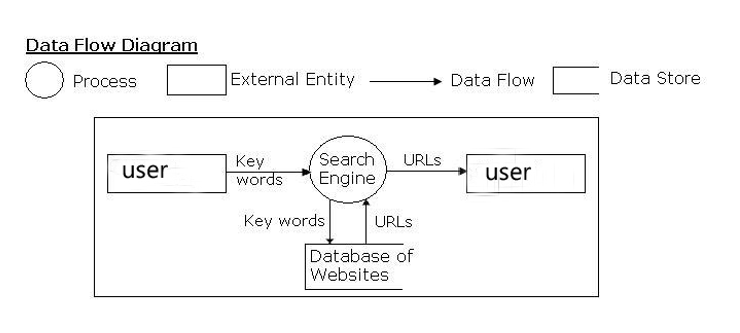 Data Flow Diagram
Process
External Entity
Data Flow
Data Store
user
Key
words
Search
Engine
URLs
user
Key words
URLs
Database of
Websites